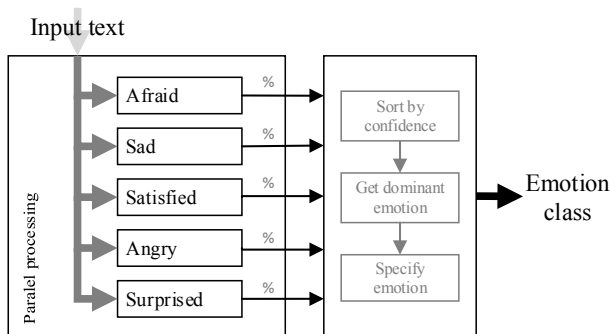 Input text
Afraid
%
Sad
%
Satisfied
%
Angry
%
Surprised
%
Paralel processing
Sort by
confidence
Get dominant
emotion
Specify
emotion
Emotion
class